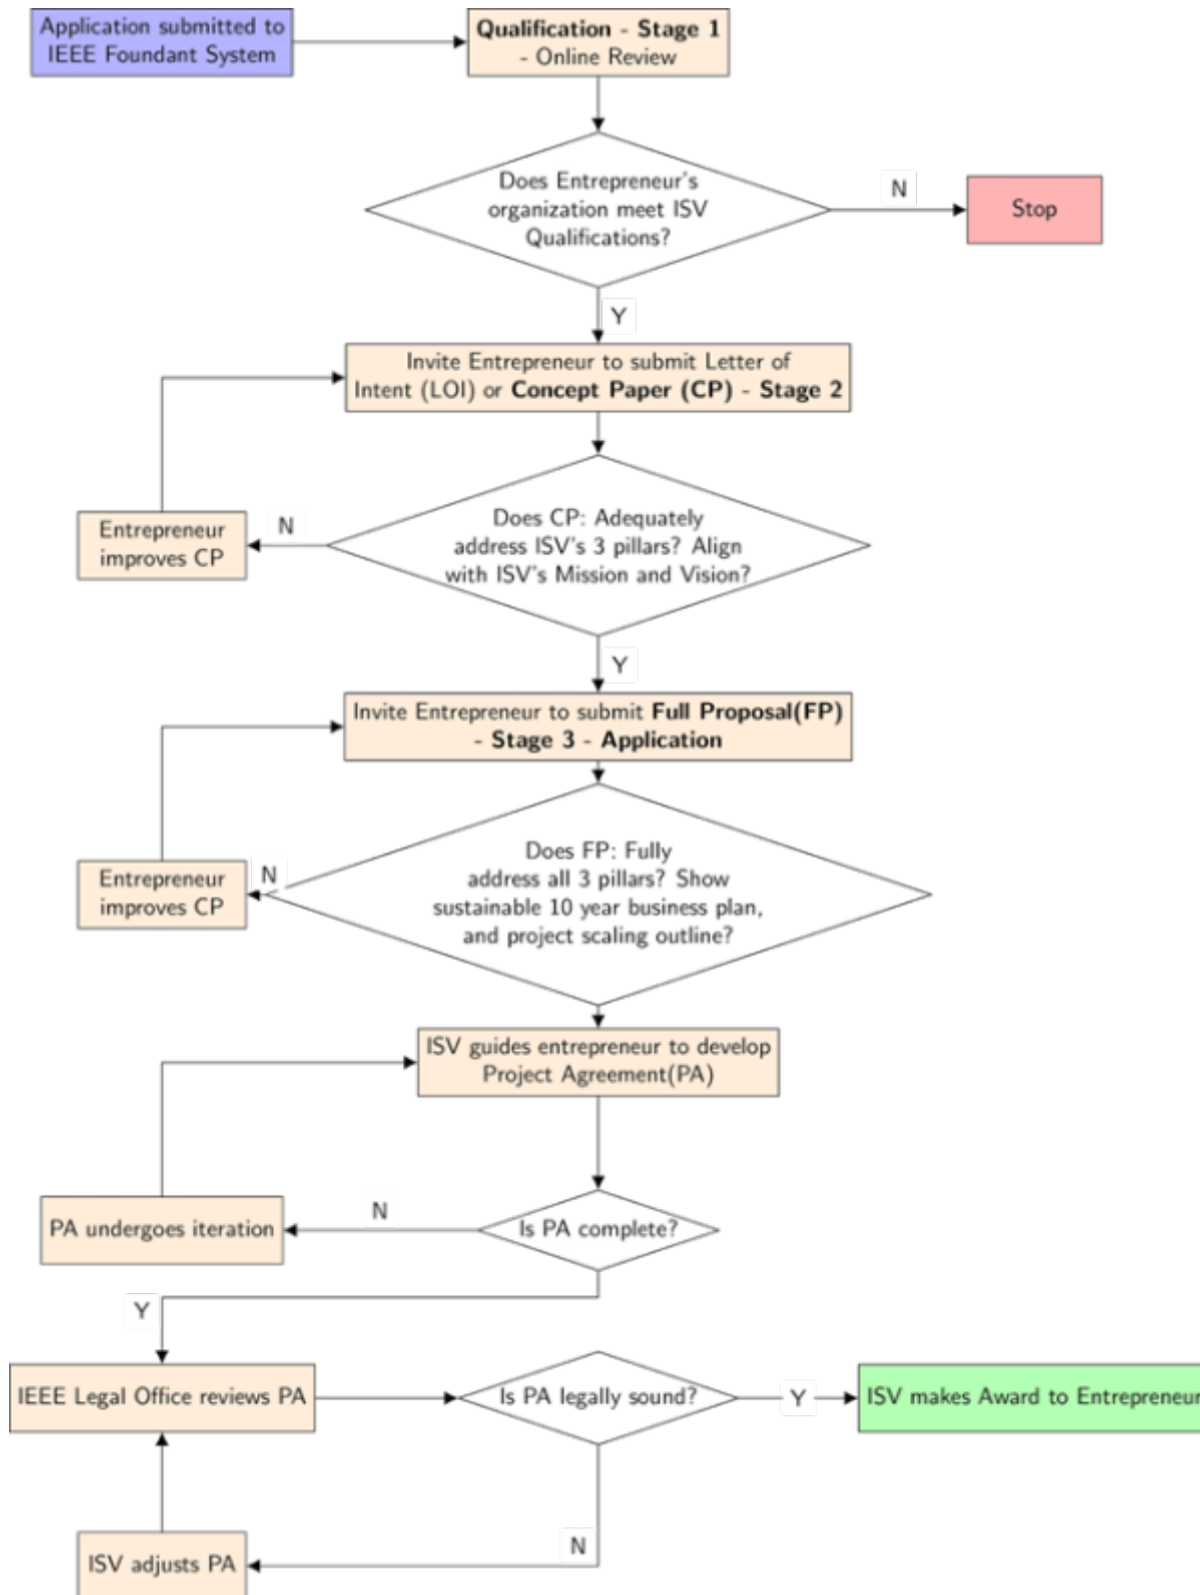 Application submitted to
IEEE Foundant System
Qualification - Stage 1
- Online Review
Does Entrepreneur's
organization meet ISV
Qualifications?
N
Stop
Y
Invite Entrepreneur to submit Letter of
Intent (LOI) or Concept Paper (CP) - Stage 2
Does CP: Adequately
address ISV's 3 pillars? Align
with ISV's Mission and Vision?
N
Entrepreneur
improves CP
Y
Invite Entrepreneur to submit Full Proposal(FP)
- Stage 3 - Application
Does FP: Fully
address all 3 pillars? Show
sustainable 10 year business plan,
and project scaling outline?
N
Entrepreneur
improves CP
ISV guides entrepreneur to develop
Project Agreement(PA)
Is PA complete?
N
PA undergoes iteration
Y
IEEE Legal Office reviews PA
Is PA legally sound?
Y
ISV makes Award to Entrepreneur
N
ISV adjusts PA